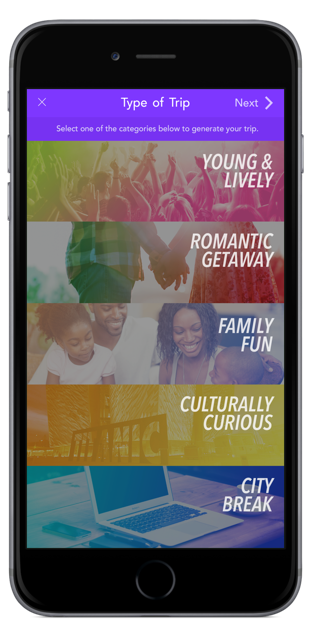 Type of Trip
Next
Select one of the categories below to generate your trip.
YOUNG &
LIVELY
ROMANTIC
GETAWAY
FAMILY
FUN
CULTURALLY
CURIOUS
CITY
BREAK